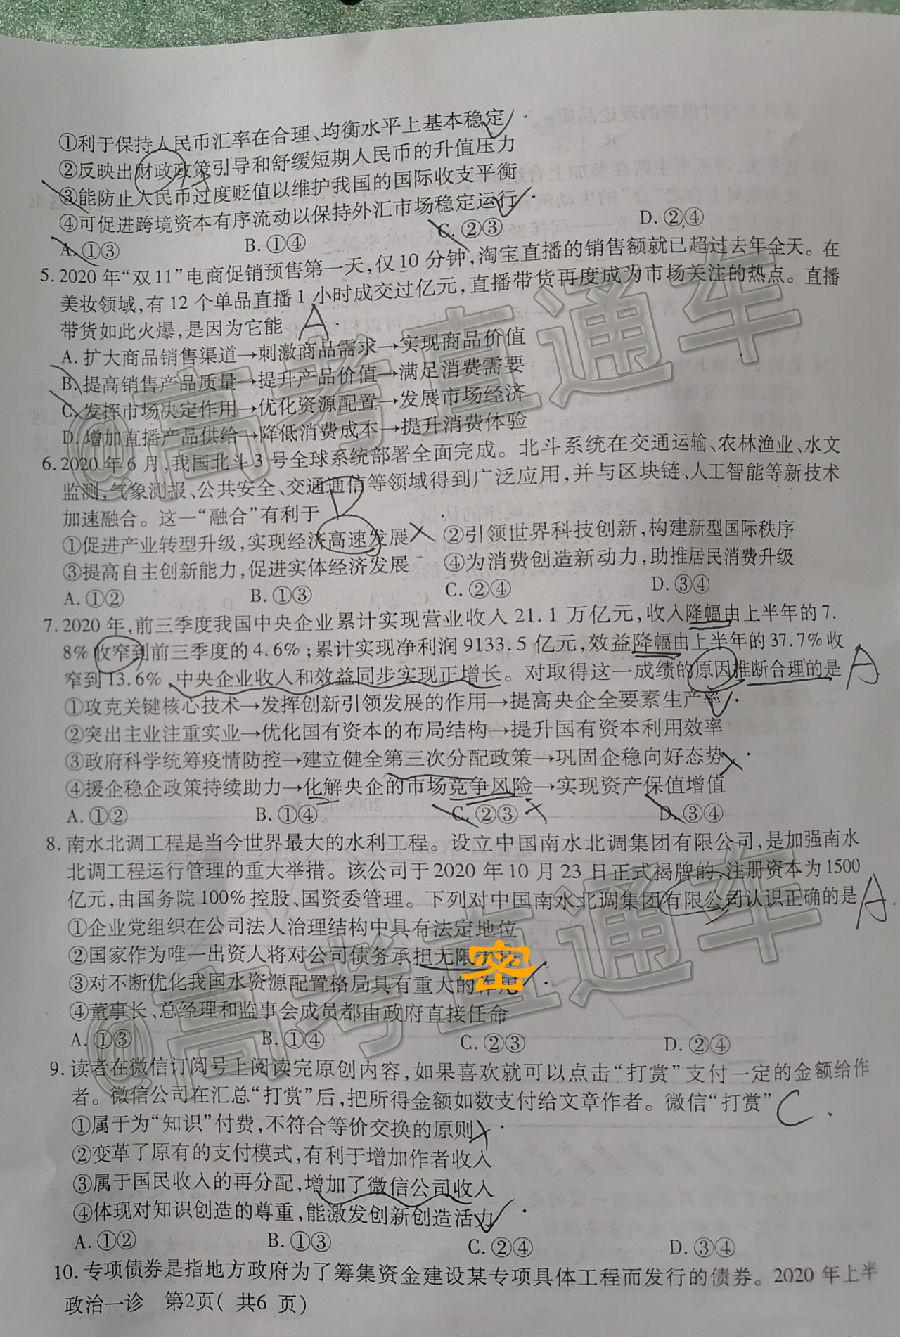 ①利于保持人民币汇率在合理、均衡水平上基本稳定
②反映出财政政策引导和舒缓短期人民币的升值压力
③能防止人民币过度贬值以维护我国的国际收支平衡
④可促进跨境资本有序流动以保持外汇市场稳定运行
A.①③ B.①④ C.②③ D.②④
5.2020年“双11”电商促销预售第一天,仅10分钟,淘宝直播的销售额就已超过去年全天。在
美妆领域,有12个单品直播1小时成交过亿元,直播带货再度成为市场关注的热点。直播
带货如此火爆,是因为它能 A
A.扩大商品销售渠道→刺激商品需求→实现商品价值
B.提高销售产品质量→提升产品价值→满足消费需要
C.发挥市场决定作用→优化资源配置→发展市场经济
D.增加直播产品供给→降低消费成本→提升消费体验
6.2020年6月,我国北斗3号全球系统部署全面完成。北斗系统在交通运输、农林渔业、水文
监测,气象测报、公共安全、交通通信等领域得到广泛应用,并与区块链、人工智能等新技术
加速融合。这一“融合”有利于 D
①促进产业转型升级,实现经济高速发展 ②引领世界科技创新,构建新型国际秩序
③提高自主创新能力,促进实体经济发展 ④为消费创造新动力,助推居民消费升级
A.①② B.①③ C.②④ D.③④
7.2020年,前三季度我国中央企业累计实现营业收入21.1万亿元,收入降幅由上半年的7.
8%收窄到前三季度的4.6%;累计实现净利润9133.5亿元,效益降幅由上半年的37.7%收
窄到13.6%,中央企业收入和效益同步实现正增长。对取得这一成绩的原因推断合理的是 A
①攻克关键核心技术→发挥创新引领发展的作用→提高央企全要素生产率
②突出主业注重实业→优化国有资本的布局结构→提升国有资本利用效率
③政府科学统筹疫情防控→建立健全第三次分配政策→巩固企稳向好态势
④援企稳企政策持续助力→化解央企的市场竞争风险→实现资产保值增值
A.①② B.①④ C.②③ D.③④
8.南水北调工程是当今世界最大的水利工程。设立中国南水北调集团有限公司,是加强南水
北调工程运行管理的重大举措。该公司于2020年10月23日正式揭牌的,注册资本为1500
亿元,由国务院100%控股、国资委管理。下列对中国南水北调集团有限公司认识正确的是 A
①企业党组织在公司法人治理结构中具有法定地位
②国家作为唯一出资人将对公司债务承担无限
密
③对不断优化我国水资源配置格局具有重大的作用
④董事长、总经理和监事会成员都由政府直接任命
A.①③ B.①④ C.②③ D.②④
9.读者在微信订阅号上阅读完原创内容,如果喜欢就可以点击“打赏”支付一定的金额给作
者。微信公司在汇总“打赏”后,把所得金额如数支付给文章作者。微信“打赏” C
①属于为“知识”付费,不符合等价交换的原则
②变革了原有的支付模式,有利于增加作者收入
③属于国民收入的再分配,增加了微信公司收入
④体现对知识创造的尊重,能激发创新创造活力
A.①② B.①③ C.②④ D.③④
10.专项债券是指地方政府为了筹集资金建设某专项具体工程而发行的债券。2020年上半
政治一诊 第2页(共6页)
@高考直通车
@高考直通车